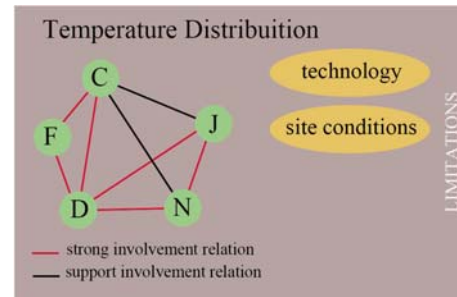 Temperature Distribuition
C
technology
J
F
site conditions
D
N
LIMITATIONS
strong involvement relation
support involvement relation